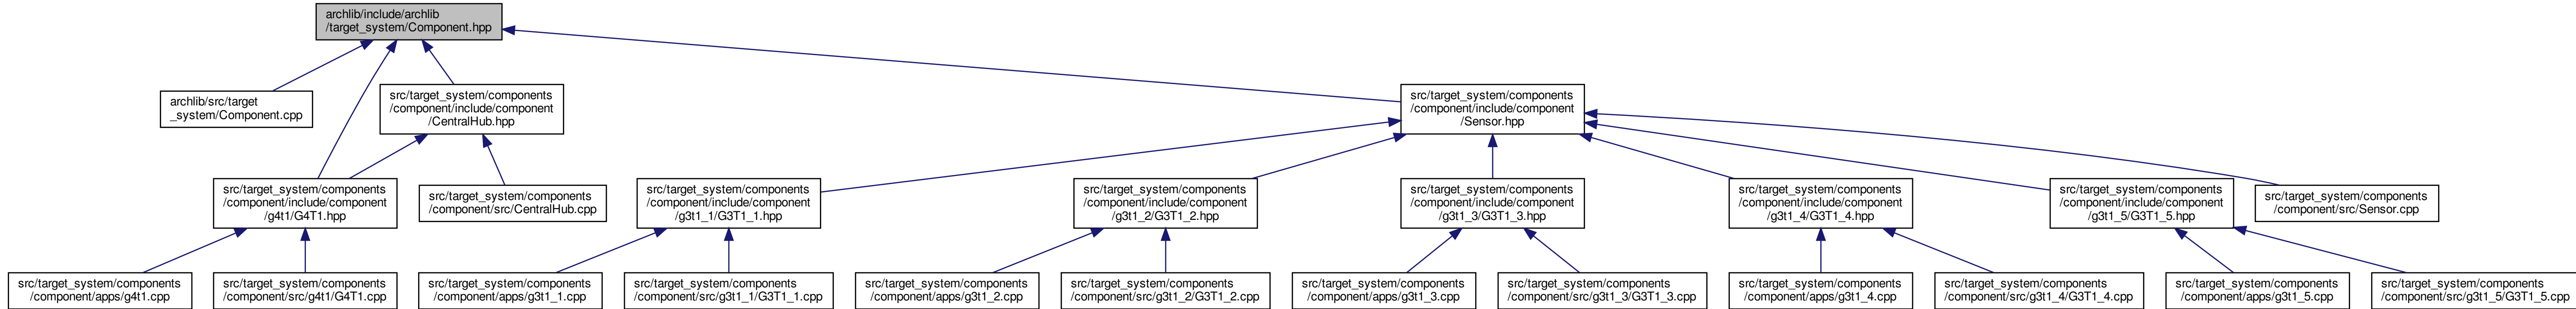 archlib/include/archlib
/target_system/Component.hpp
archlib/src/target
_system/Component.cpp
src/target_system/components
/component/include/component
/CentralHub.hpp
src/target_system/components
/component/include/component
/Sensor.hpp
src/target_system/components
/component/include/component
/g4t1/G4T1.hpp
src/target_system/components
/component/src/CentralHub.cpp
src/target_system/components
/component/include/component
/g3t1_1/G3T1_1.hpp
src/target_system/components
/component/include/component
/g3t1_2/G3T1_2.hpp
src/target_system/components
/component/include/component
/g3t1_3/G3T1_3.hpp
src/target_system/components
/component/include/component
/g3t1_4/G3T1_4.hpp
src/target_system/components
/component/include/component
/g3t1_5/G3T1_5.hpp
src/target_system/components
/component/src/Sensor.cpp
src/target_system/components
/component/apps/g4t1.cpp
src/target_system/components
/component/src/g4t1/G4T1.cpp
src/target_system/components
/component/apps/g3t1_1.cpp
src/target_system/components
/component/src/g3t1_1/G3T1_1.cpp
src/target_system/components
/component/apps/g3t1_2.cpp
src/target_system/components
/component/src/g3t1_2/G3T1_2.cpp
src/target_system/components
/component/apps/g3t1_3.cpp
src/target_system/components
/component/src/g3t1_3/G3T1_3.cpp
src/target_system/components
/component/apps/g3t1_4.cpp
src/target_system/components
/component/src/g3t1_4/G3T1_4.cpp
src/target_system/components
/component/apps/g3t1_5.cpp
src/target_system/components
/component/src/g3t1_5/G3T1_5.cpp